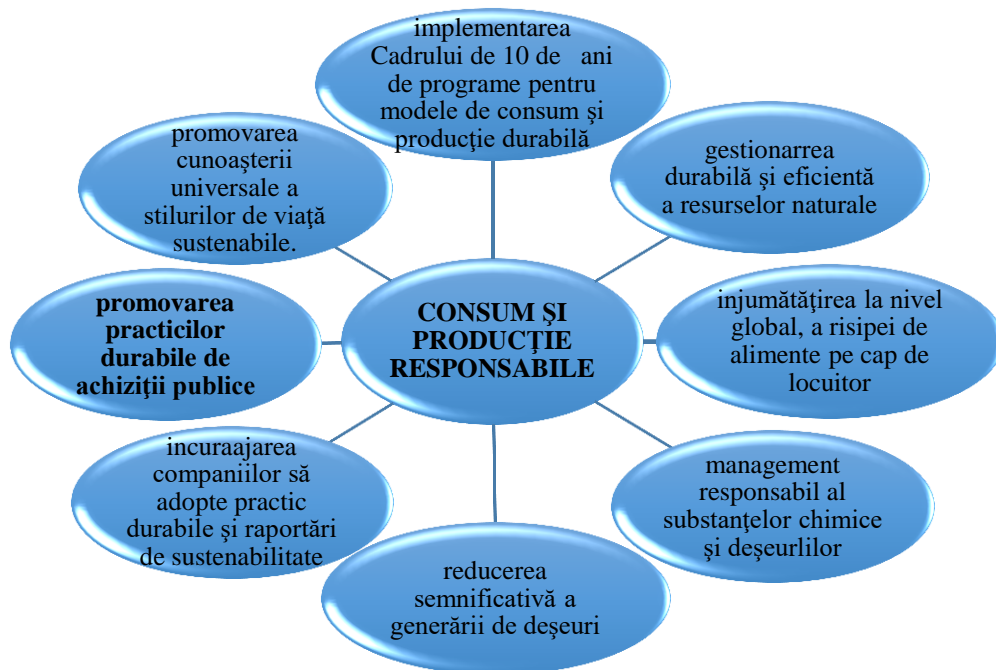 implementarea
Cadrului de 10 de ani
de programe pentru
modele de consum şi
producţie durabilă
gestionarrea
durabilă şi eficientă
a resurselor naturale
injumătăţirea la nivel
global, a risipei de
alimente pe cap de
locuitor
management
responsabil al
substanţelor chimice
şi deşeurlilor
reducerea
semnificativă a
generării de deşeuri
incuraajarea
companiilor să
adopte practic
durabile şi raportări
de sustenabilitate
promovarea
practicilor
durabile de
achiziţii publice
promovarea
cunoaşterii
universale a
stilurilor de viaţă
sustenabile.
CONSUM ŞI
PRODUCŢIE
RESPONSABILE